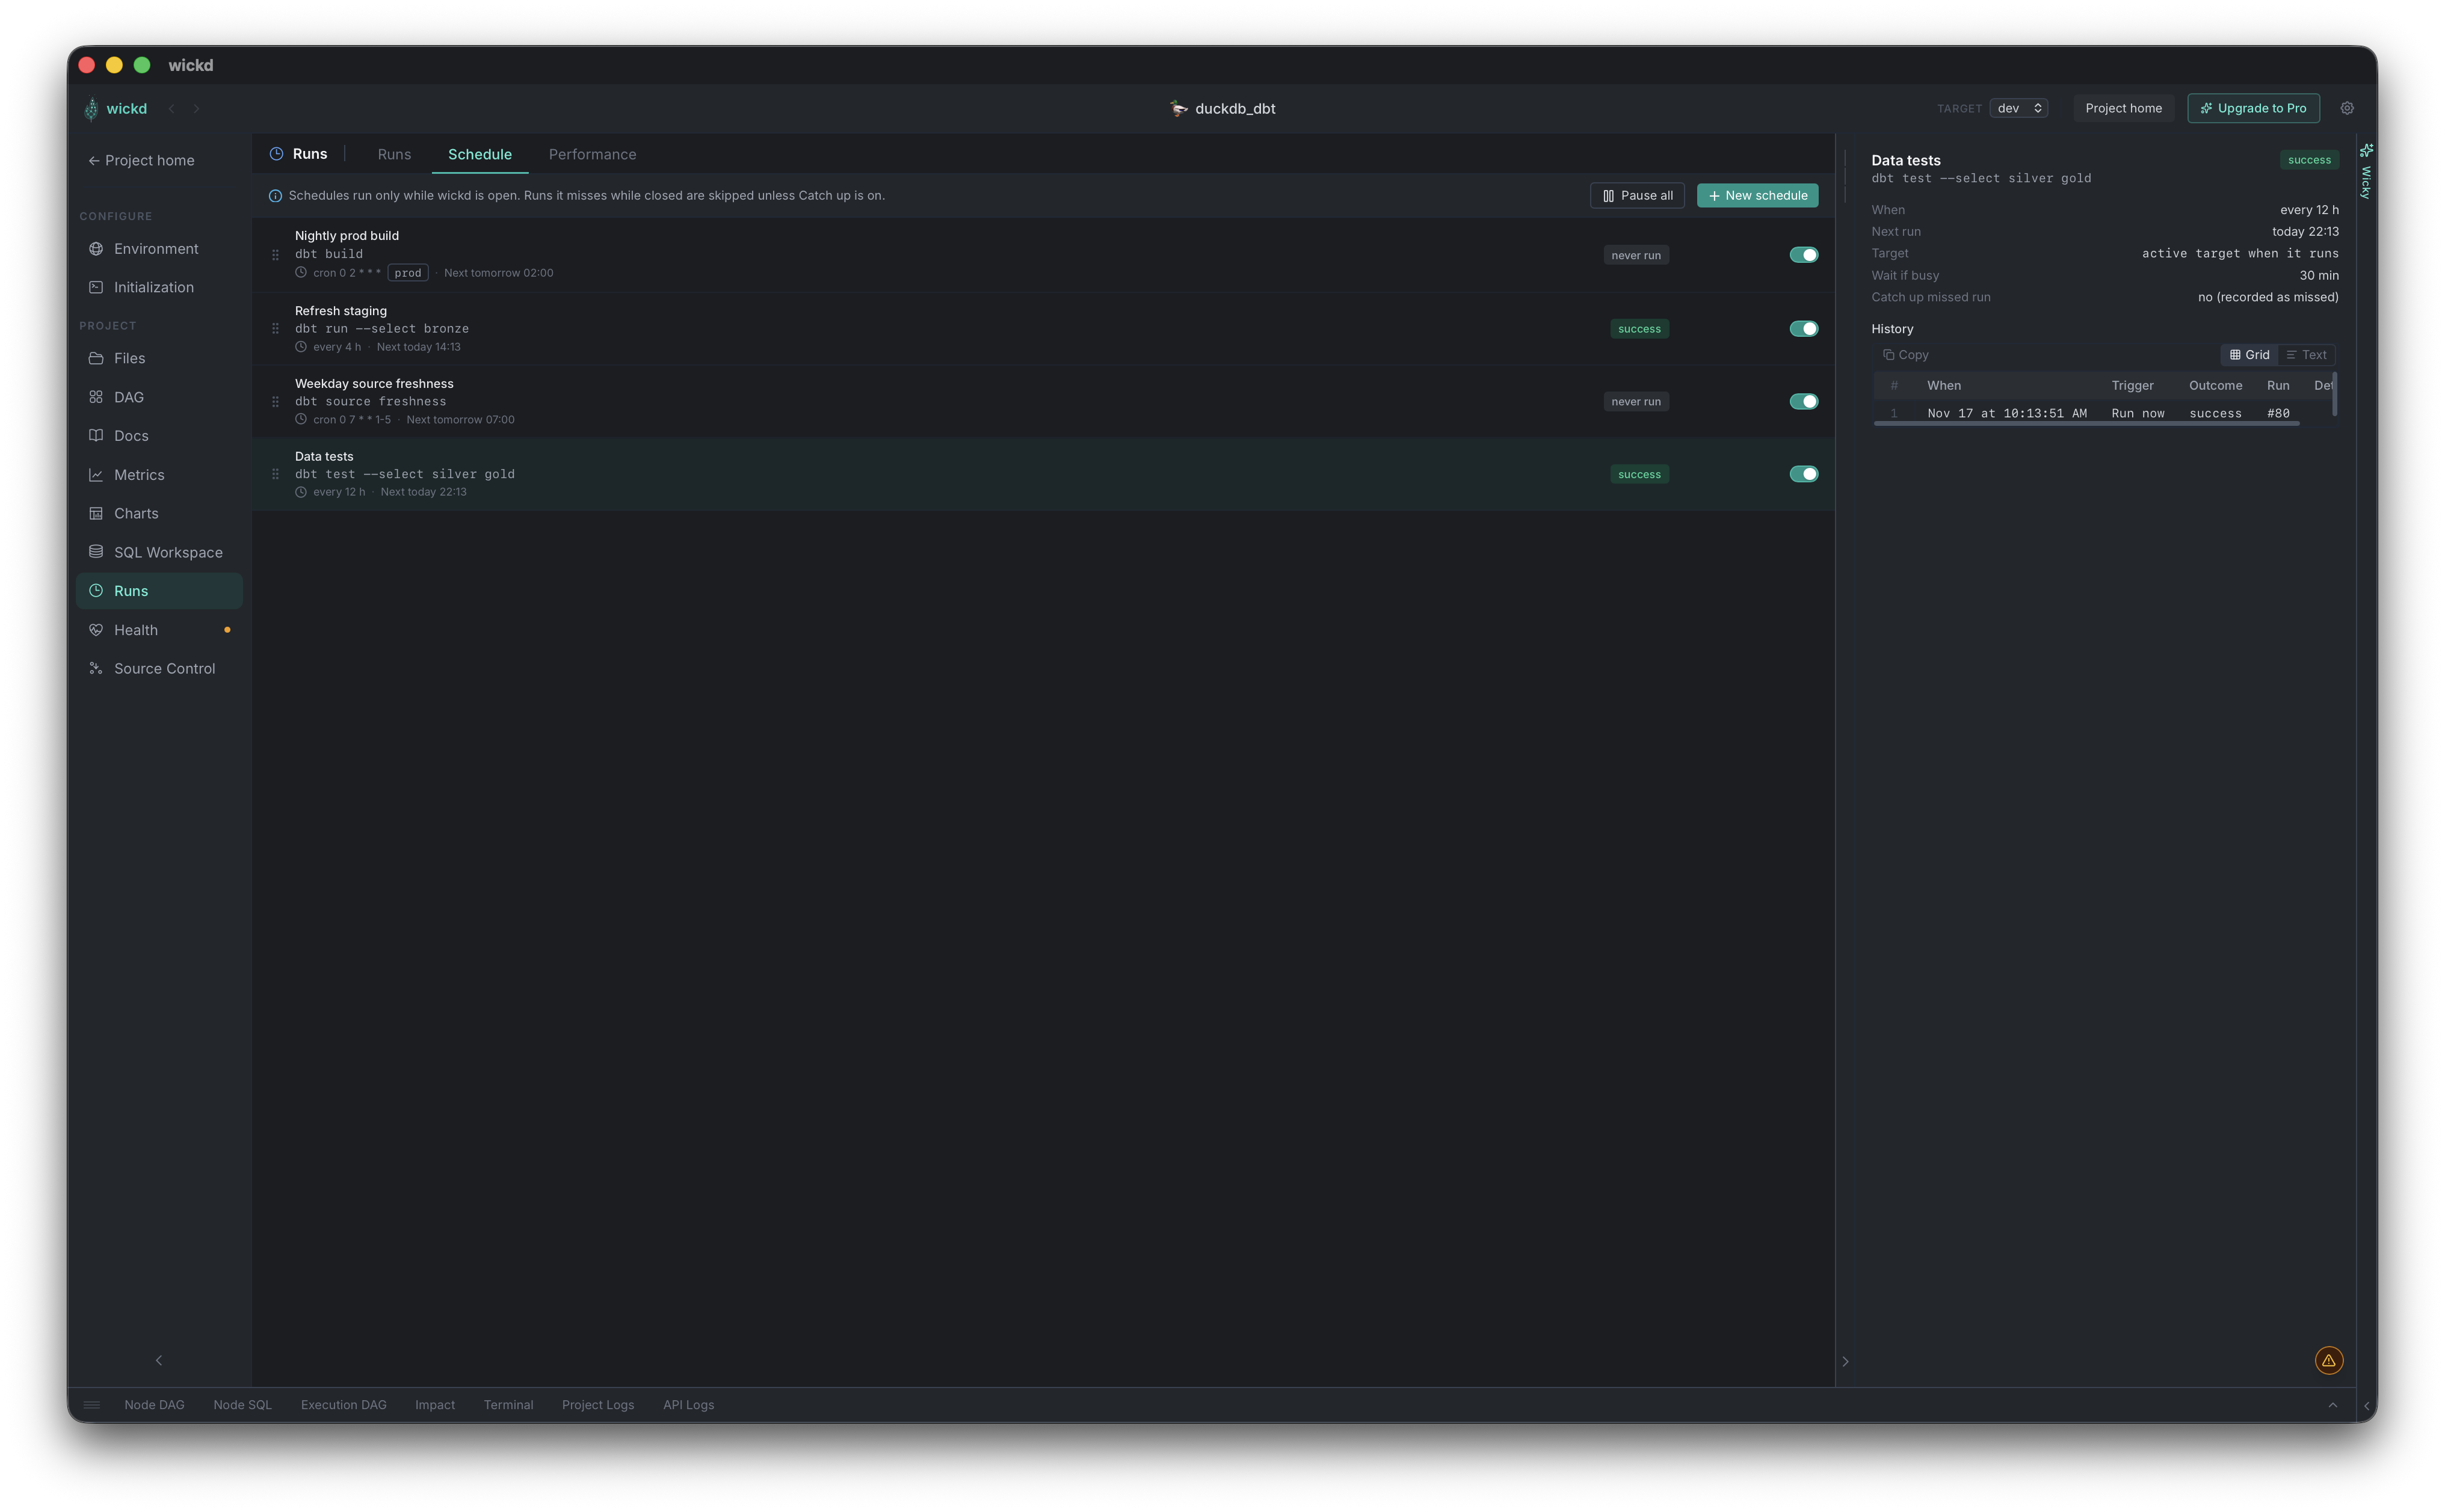 wickd
wickd
duckdb_dbt
TARGET dev Project home Upgrade to Pro
Project home
CONFIGURE
Environment
Initialization
PROJECT
Files
DAG
Docs
Metrics
Charts
SQL Workspace
Runs
Health
Source Control
Runs Runs Schedule Performance
Schedules run only while wickd is open. Runs it misses while closed are skipped unless Catch up is on. Pause all New schedule
Nightly prod build
dbt build
cron 0 2 * * * prod · Next tomorrow 02:00
never run
Refresh staging
dbt run --select bronze
every 4 h · Next today 14:13
success
Weekday source freshness
dbt source freshness
cron 0 7 * * 1-5 · Next tomorrow 07:00
never run
Data tests
dbt test --select silver gold
every 12 h · Next today 22:13
success
Data tests success
dbt test --select silver gold
When every 12 h
Next run today 22:13
Target active target when it runs
Wait if busy 30 min
Catch up missed run no (recorded as missed)
History
Copy Grid Text
# When Trigger Outcome Run
1 Nov 17 at 10:13:51 AM Run now success #80
Wicky
Node DAG Node SQL Execution DAG Impact Terminal Project Logs API Logs